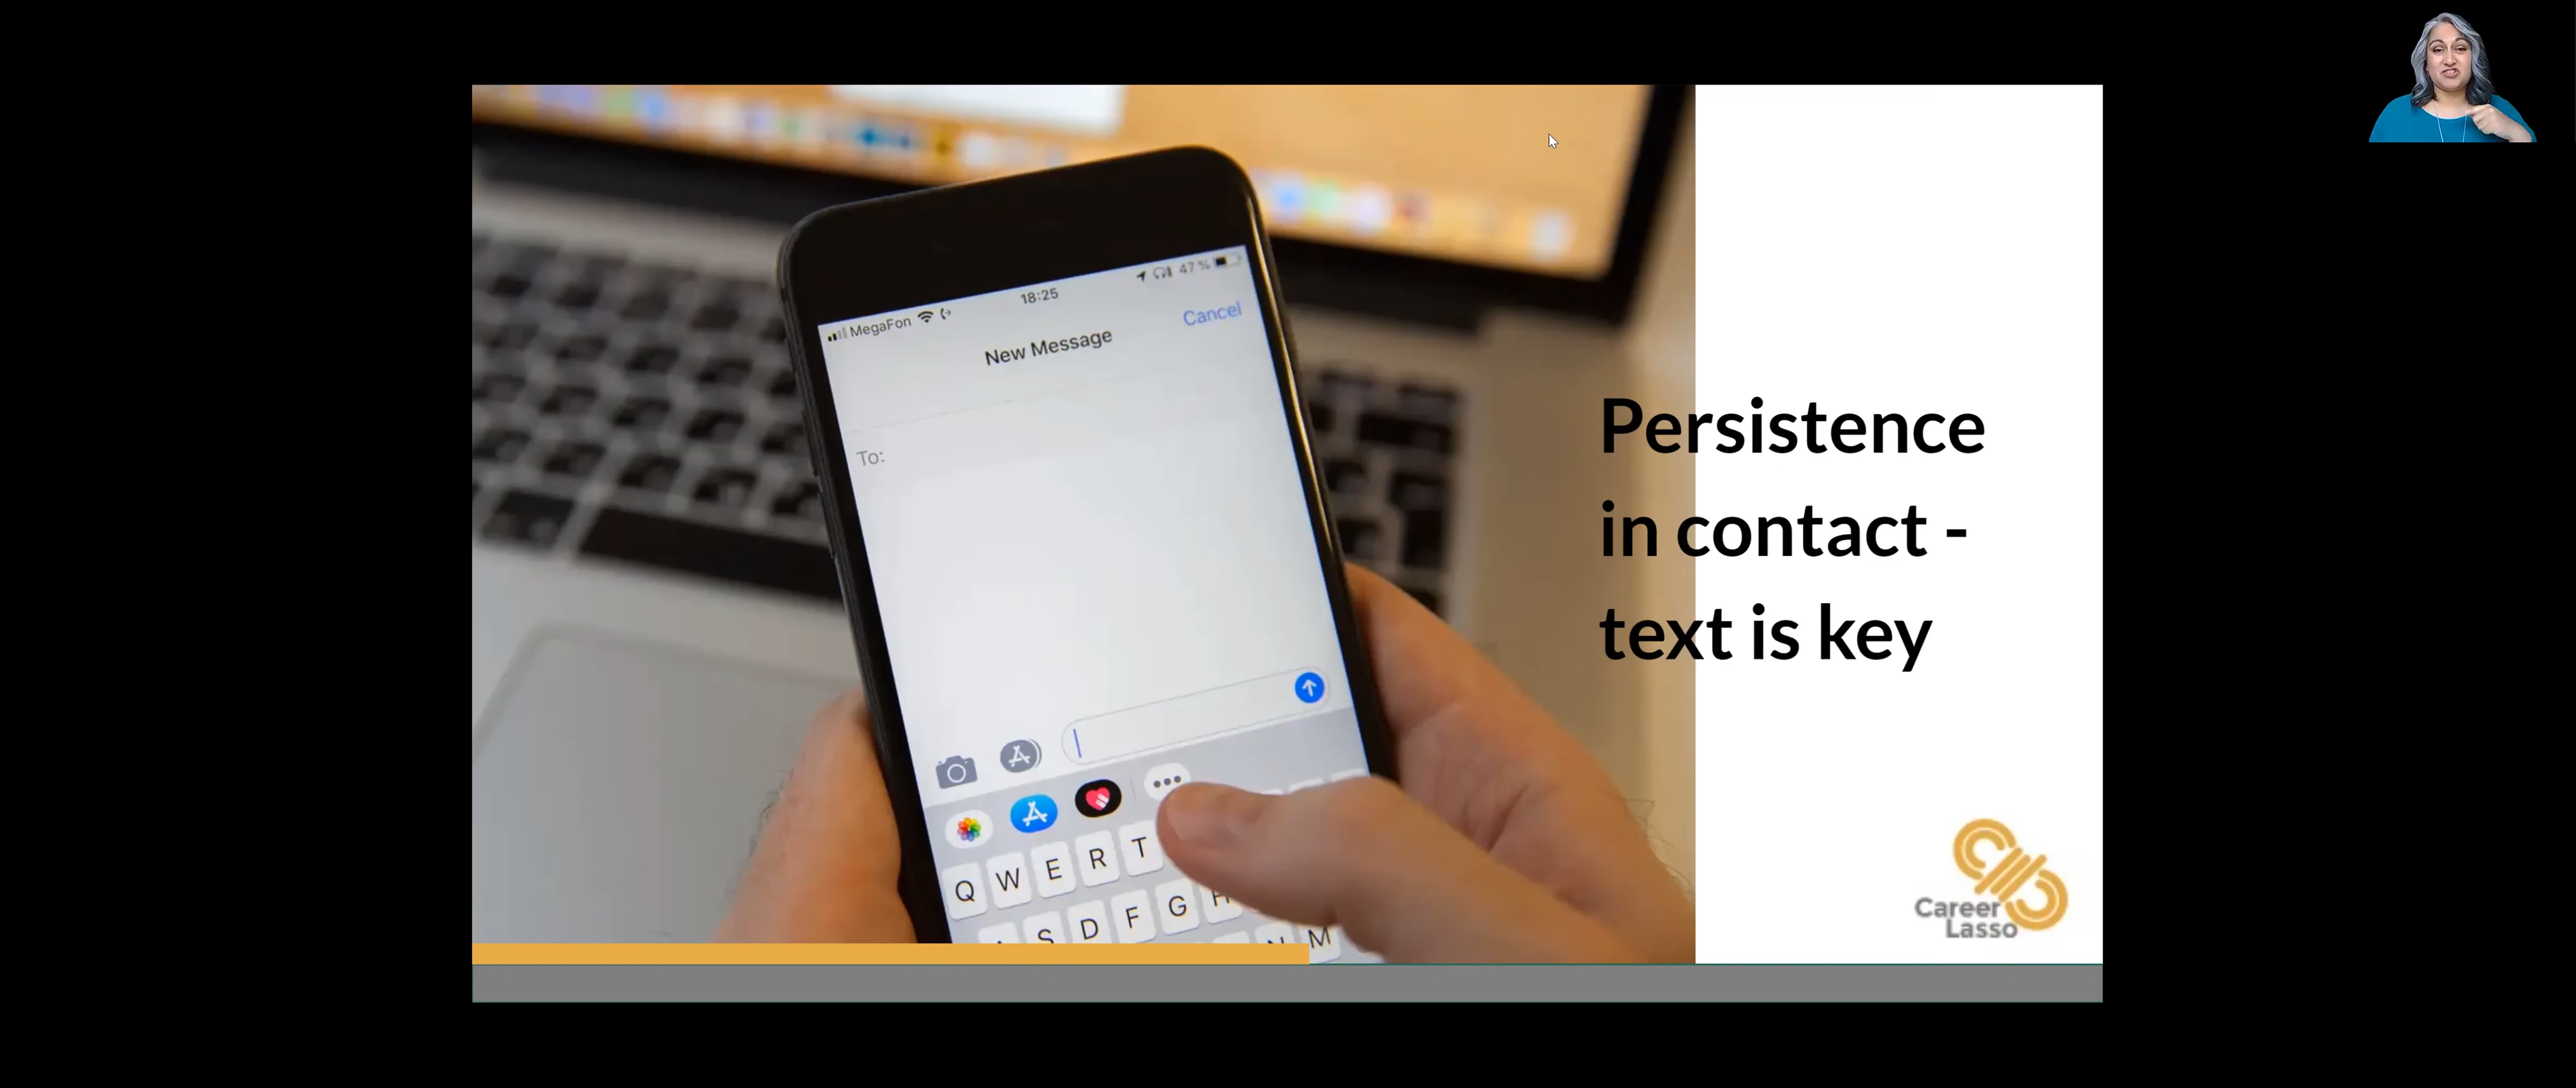 MegaFon
18:25
47 %
New Message
Cancel
To:
Q W E R T
S D F G H
N M
Persistence
in contact -
text is key
Career
Lasso